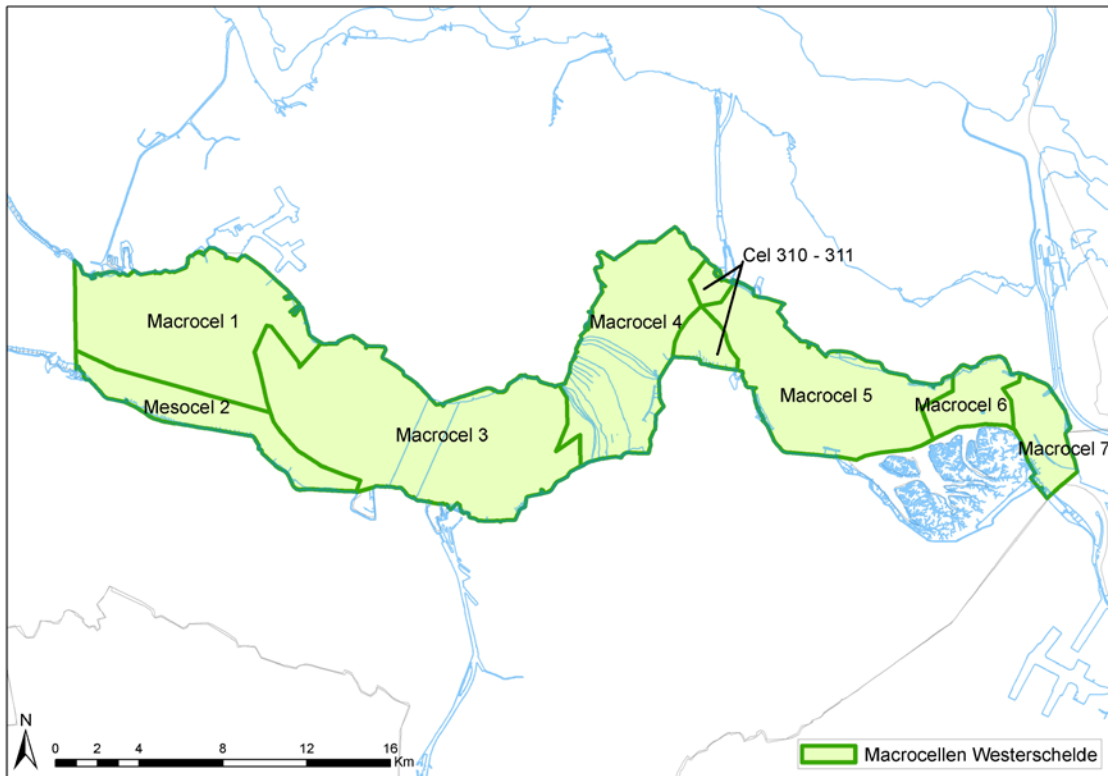 Cel 310 - 311
Macrocel 1
Macrocel 4
Mesocel 2
Macrocel 5
Macrocel 6
Macrocel 3
Macrocel 7
N
0 2 4 8 12 16
Km
Macrocellen Westerschelde